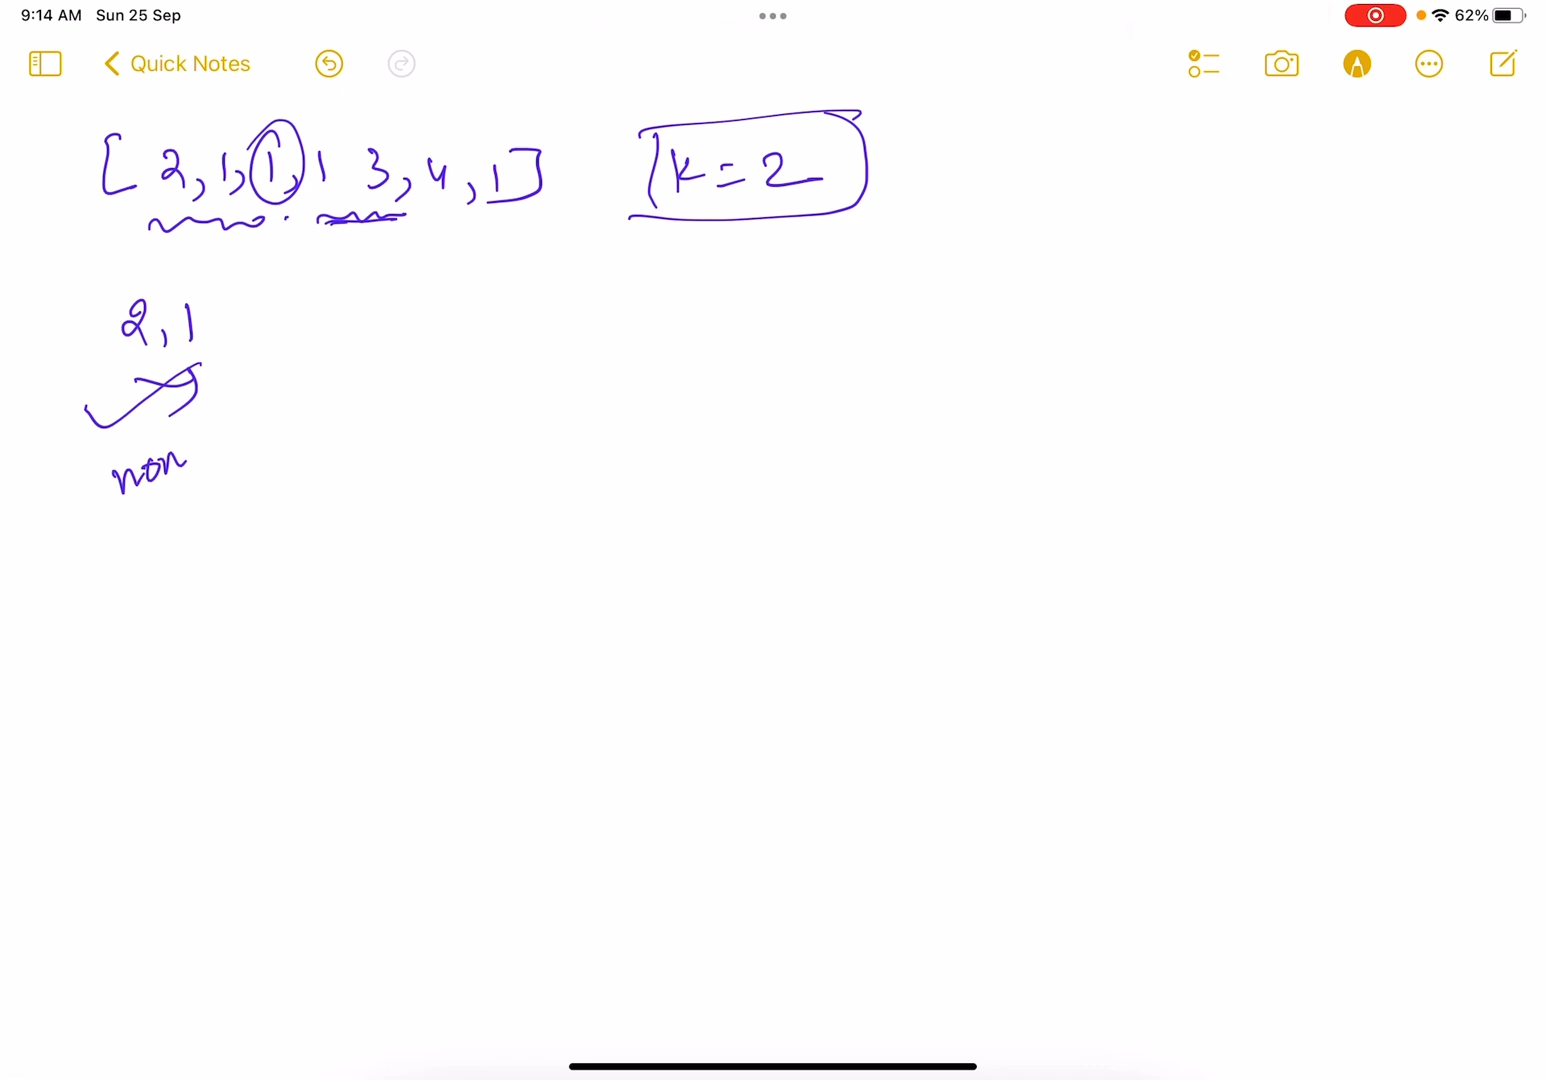 9:14 AM Sun 25 Sep 62%
Quick Notes
[ 2, 1, 1, 1 3, 4, 1 ] k = 2
2, 1
non